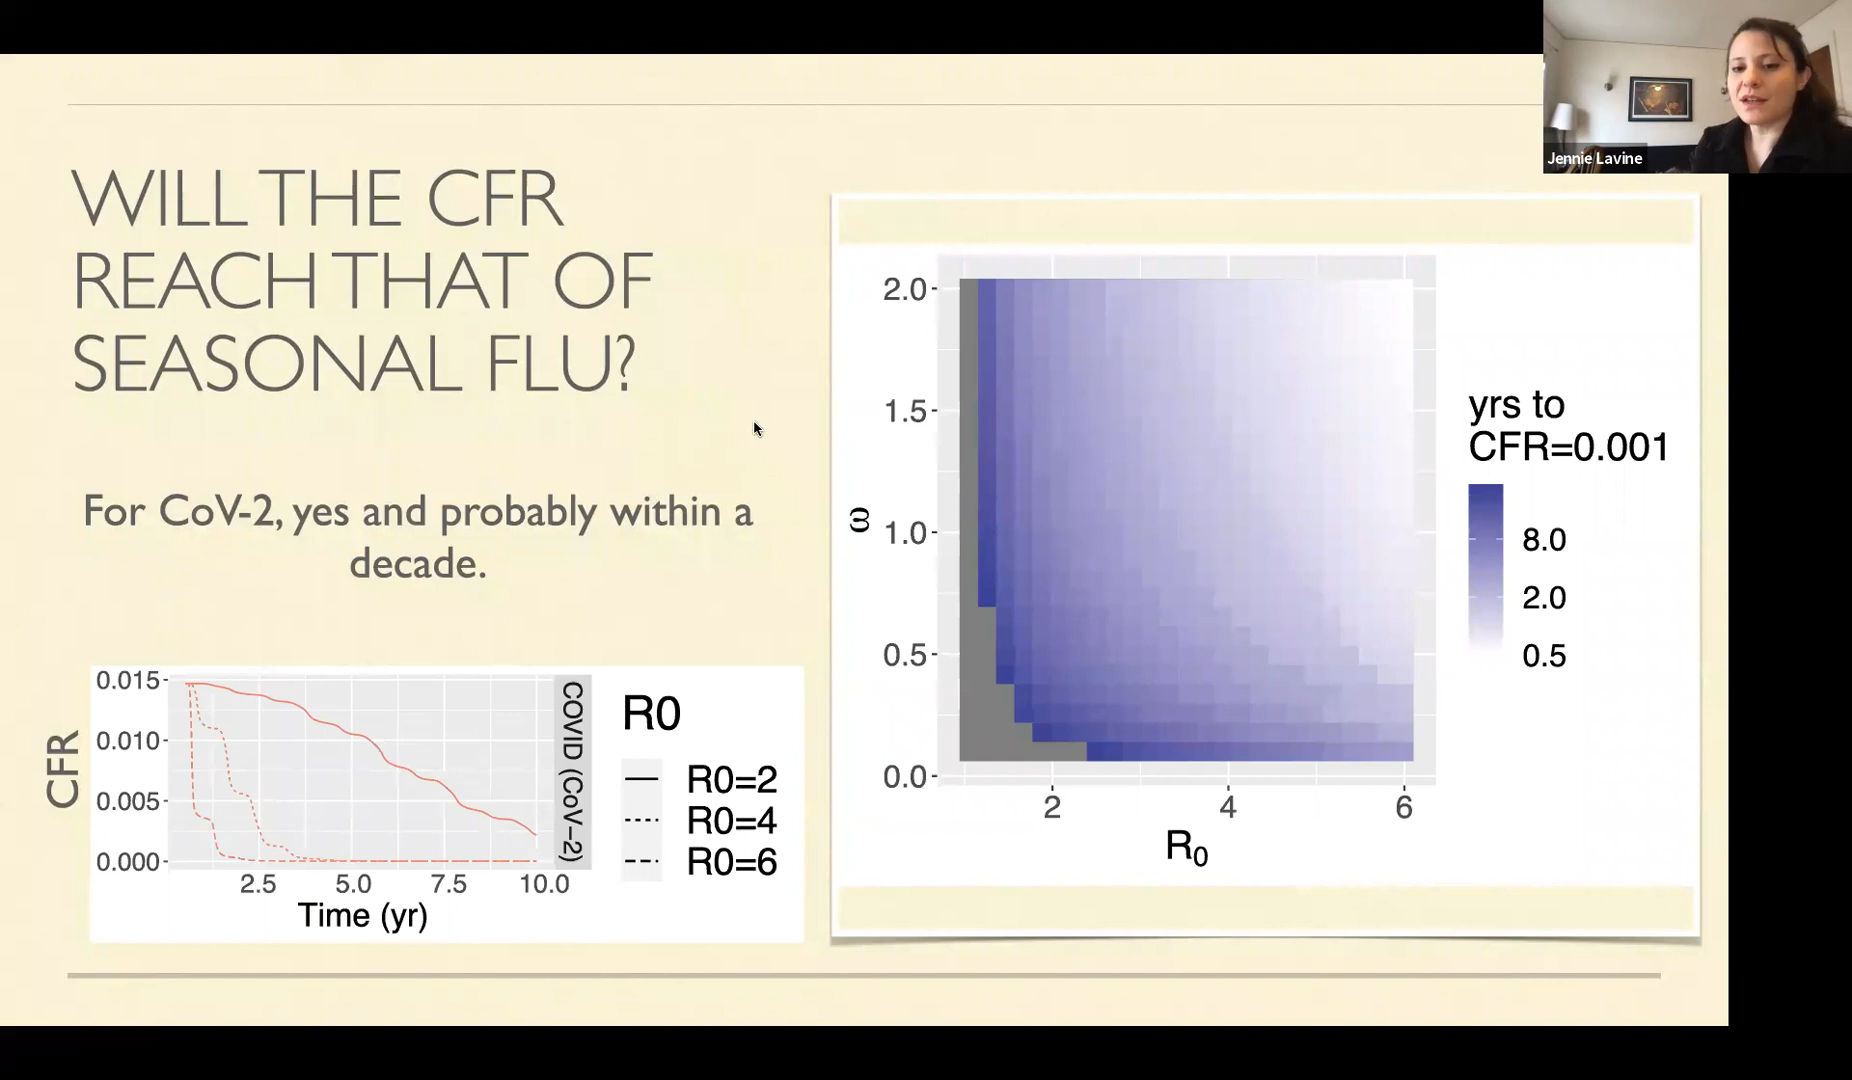 Jennie Lavine
WILL THE CFR
REACH THAT OF
SEASONAL FLU?
For CoV-2, yes and probably within a
decade.
CFR
0.015
0.010
0.005
0.000
2.5 5.0 7.5 10.0
Time (yr)
COVID (CoV-2)
R0
R0=2
R0=4
R0=6
ω
2.0
1.5
1.0
0.5
0.0
2 4 6
R0
yrs to
CFR=0.001
8.0
2.0
0.5